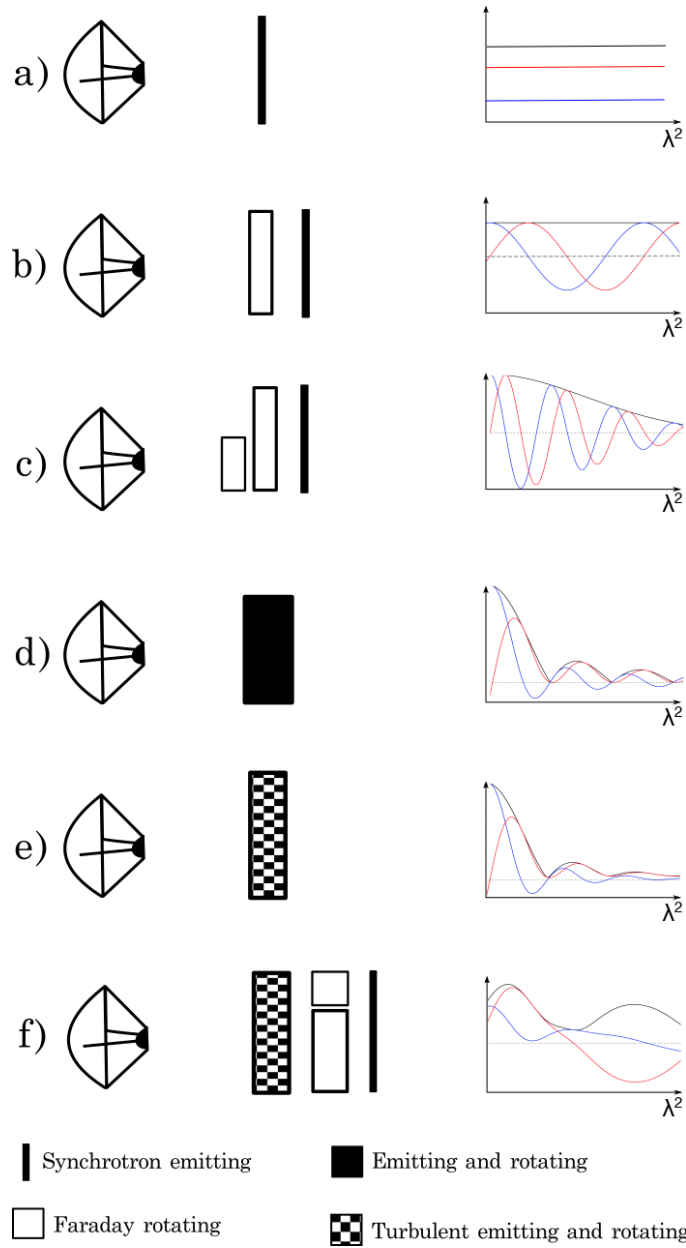 a)
λ²
b)
λ²
c)
λ²
d)
λ²
e)
λ²
f)
λ²
Synchrotron emitting
Emitting and rotating
Faraday rotating
Turbulent emitting and rotating